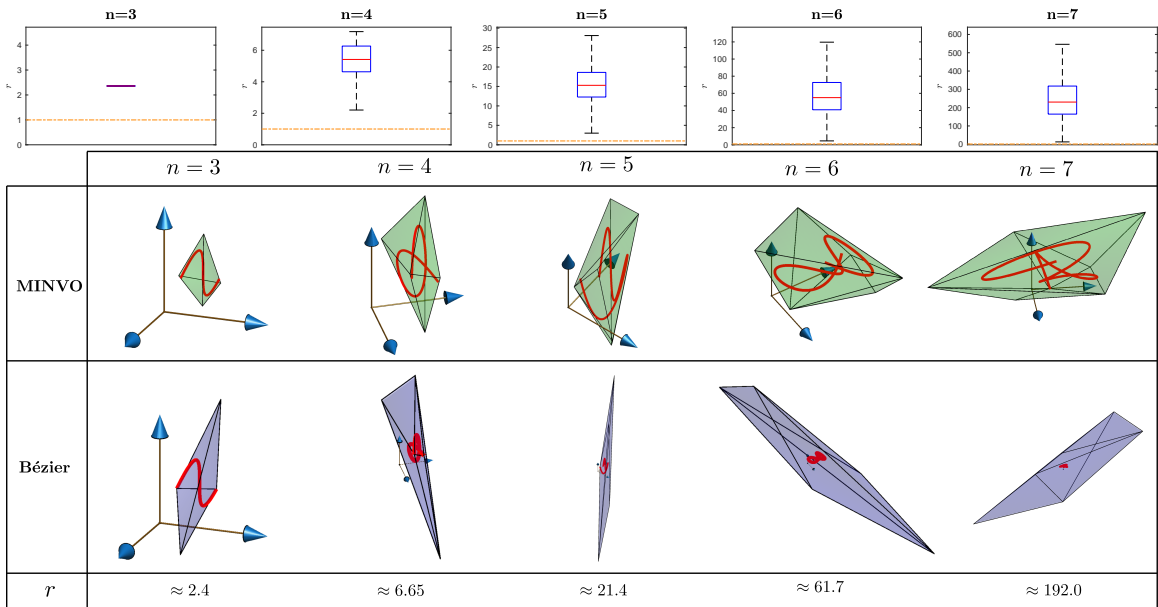 n=3 n=4 n=5 n=6 n=7
r 4 3 2 1 0
r 6 4 2 0
r 30 25 20 15 10 5 0
r 120 100 80 60 40 20 0
r 600 500 400 300 200 100 0
n = 3 n = 4 n = 5 n = 6 n = 7
MINVO
Bézier
r ≈ 2.4 ≈ 6.65 ≈ 21.4 ≈ 61.7 ≈ 192.0